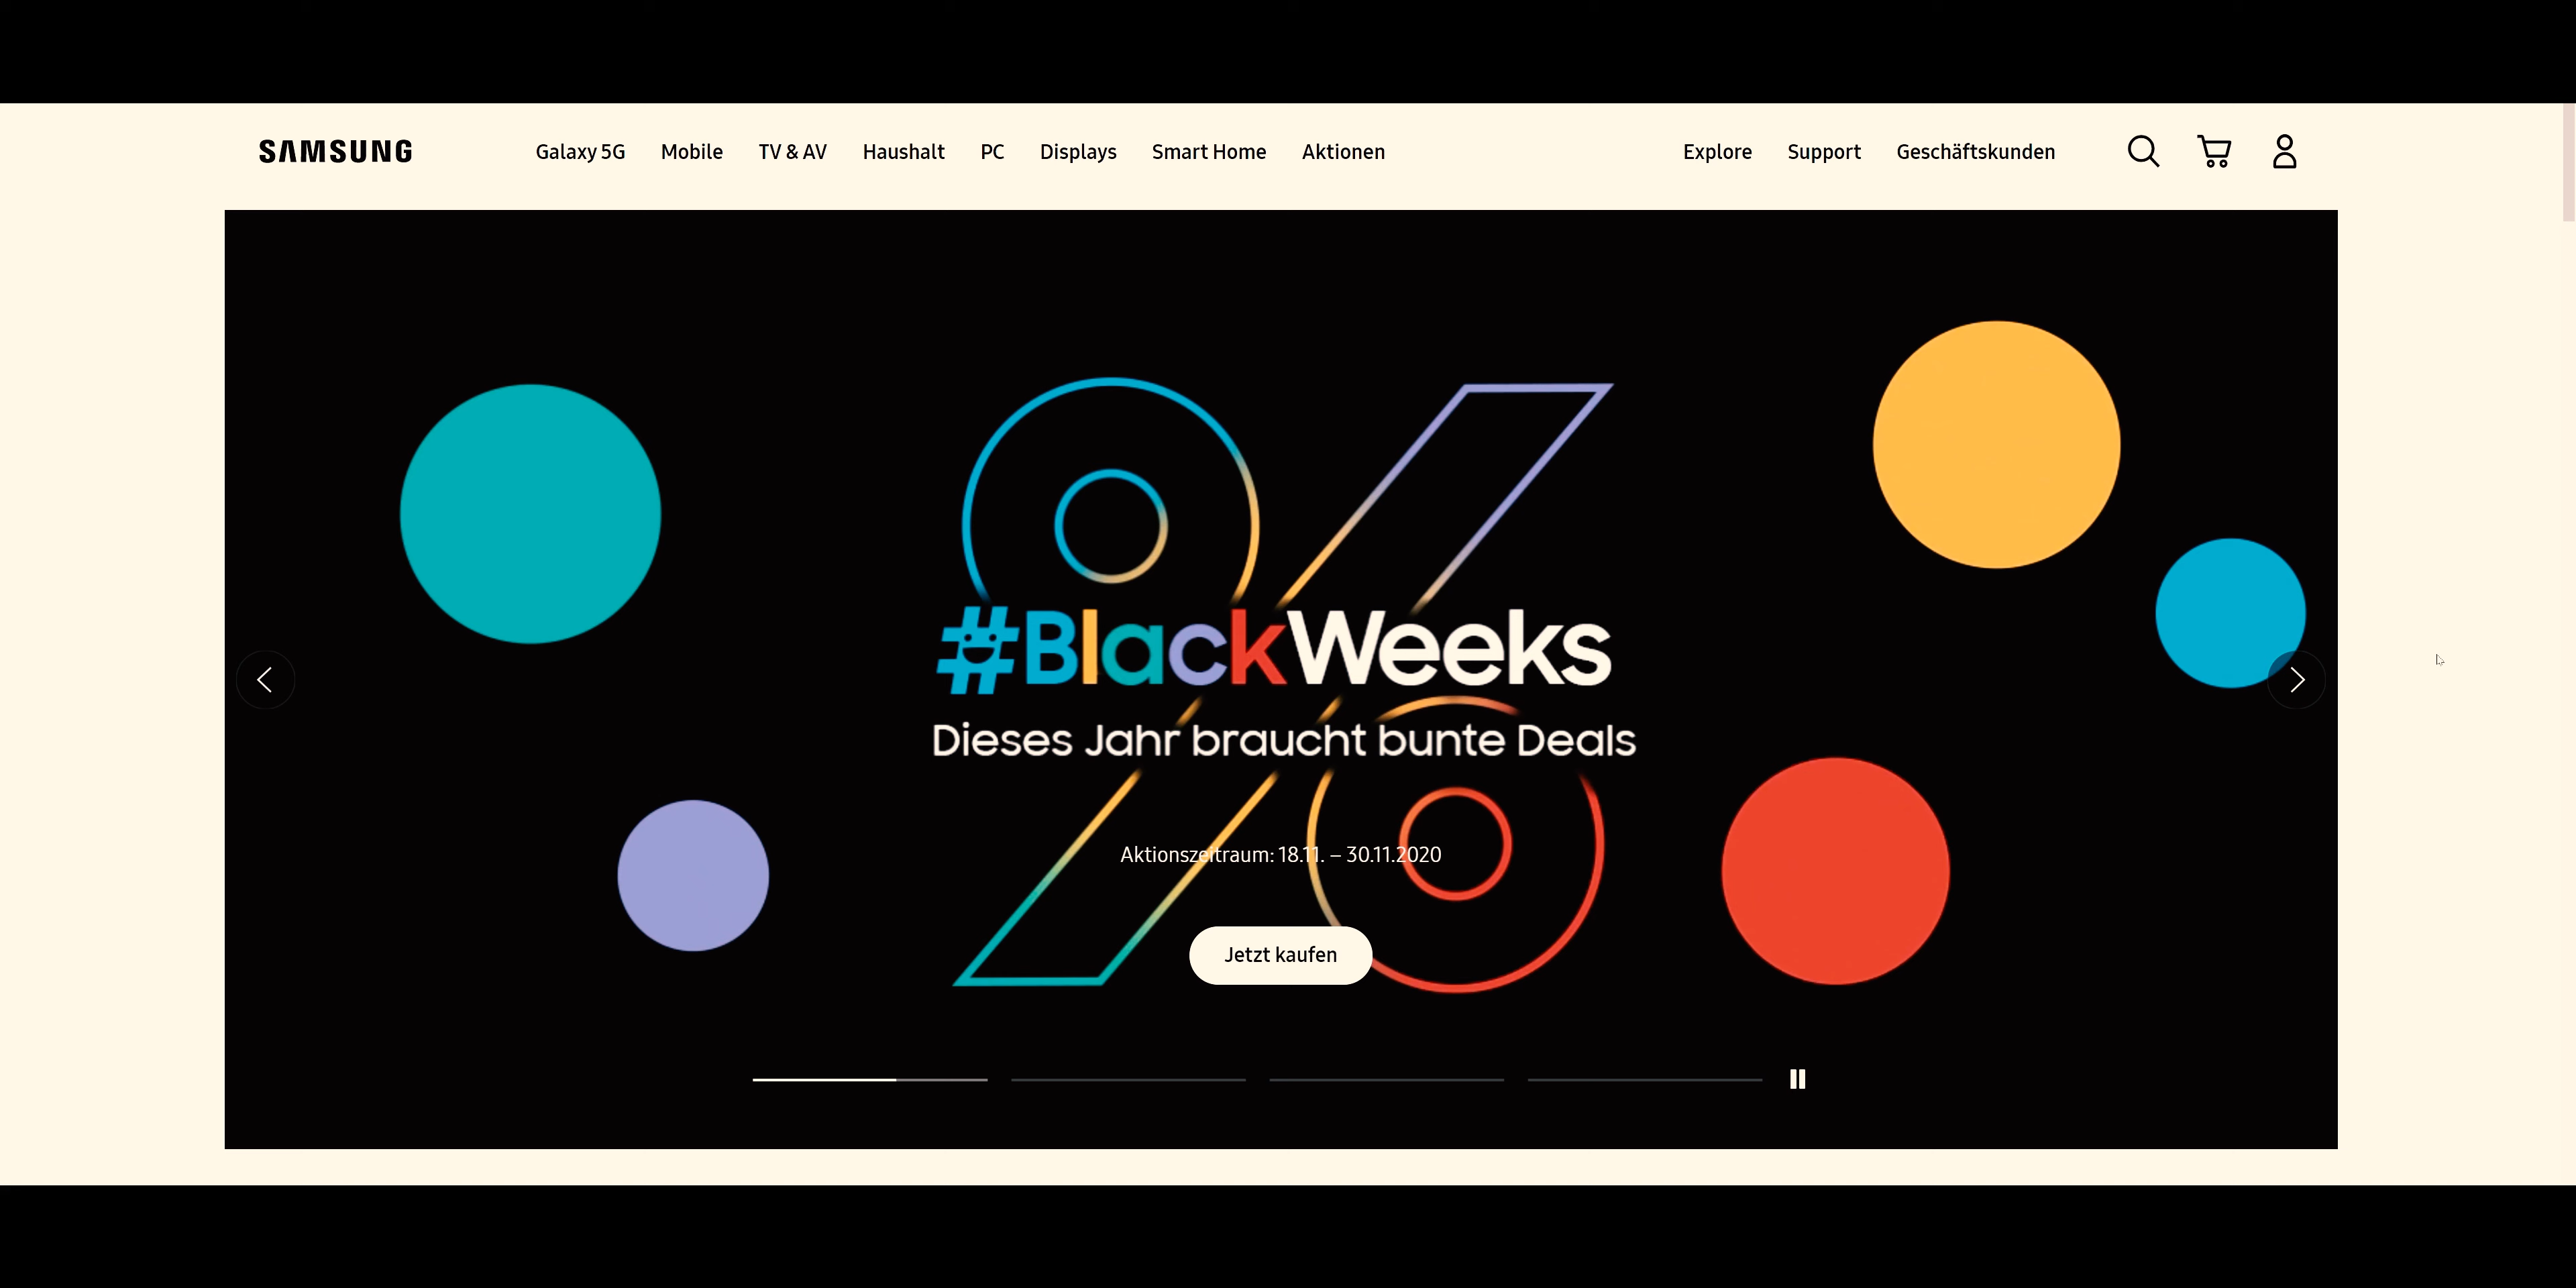 SAMSUNG Galaxy 5G Mobile TV & AV Haushalt PC Displays Smart Home Aktionen Explore Support Geschäftskunden
#BlackWeeks
Dieses Jahr braucht bunte Deals
Aktionszeitraum: 18.11. – 30.11.2020
Jetzt kaufen